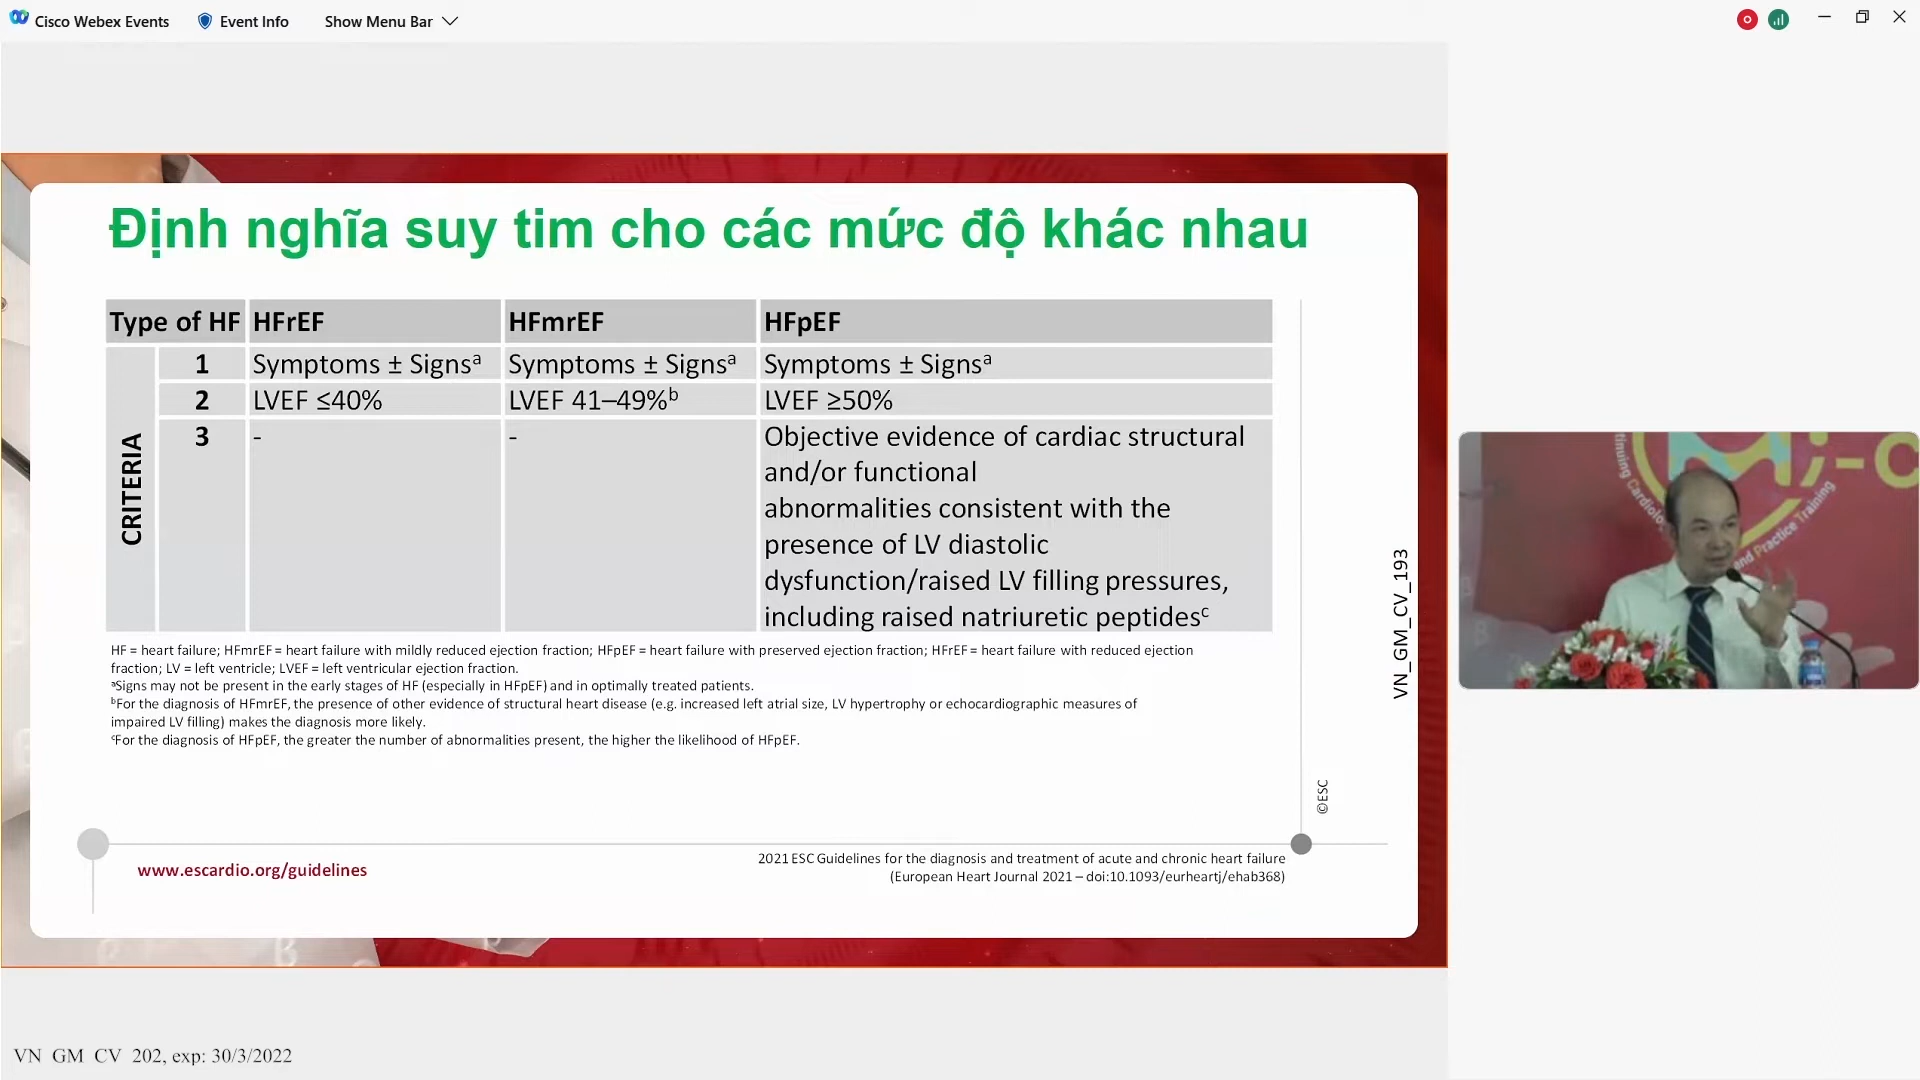 Cisco Webex Events
Event Info
Show Menu Bar
Định nghĩa suy tim cho các mức độ khác nhau
Type of HF HFrEF HFmrEF HFpEF
CRITERIA
1 Symptoms ± Signsᵃ Symptoms ± Signsᵃ Symptoms ± Signsᵃ
2 LVEF ≤40% LVEF 41–49%ᵇ LVEF ≥50%
3 - - Objective evidence of cardiac structural
and/or functional
abnormalities consistent with the
presence of LV diastolic
dysfunction/raised LV filling pressures,
including raised natriuretic peptidesᶜ
HF = heart failure; HFmrEF = heart failure with mildly reduced ejection fraction; HFpEF = heart failure with preserved ejection fraction; HFrEF = heart failure with reduced ejection
fraction; LV = left ventricle; LVEF = left ventricular ejection fraction.
ᵃSigns may not be present in the early stages of HF (especially in HFpEF) and in optimally treated patients.
ᵇFor the diagnosis of HFmrEF, the presence of other evidence of structural heart disease (e.g. increased left atrial size, LV hypertrophy or echocardiographic measures of
impaired LV filling) makes the diagnosis more likely.
ᶜFor the diagnosis of HFpEF, the greater the number of abnormalities present, the higher the likelihood of HFpEF.
©ESC
VN_GM_CV_193
www.escardio.org/guidelines
2021 ESC Guidelines for the diagnosis and treatment of acute and chronic heart failure
(European Heart Journal 2021 – doi:10.1093/eurheartj/ehab368)
and Practice Training
VN GM CV 202, exp: 30/3/2022